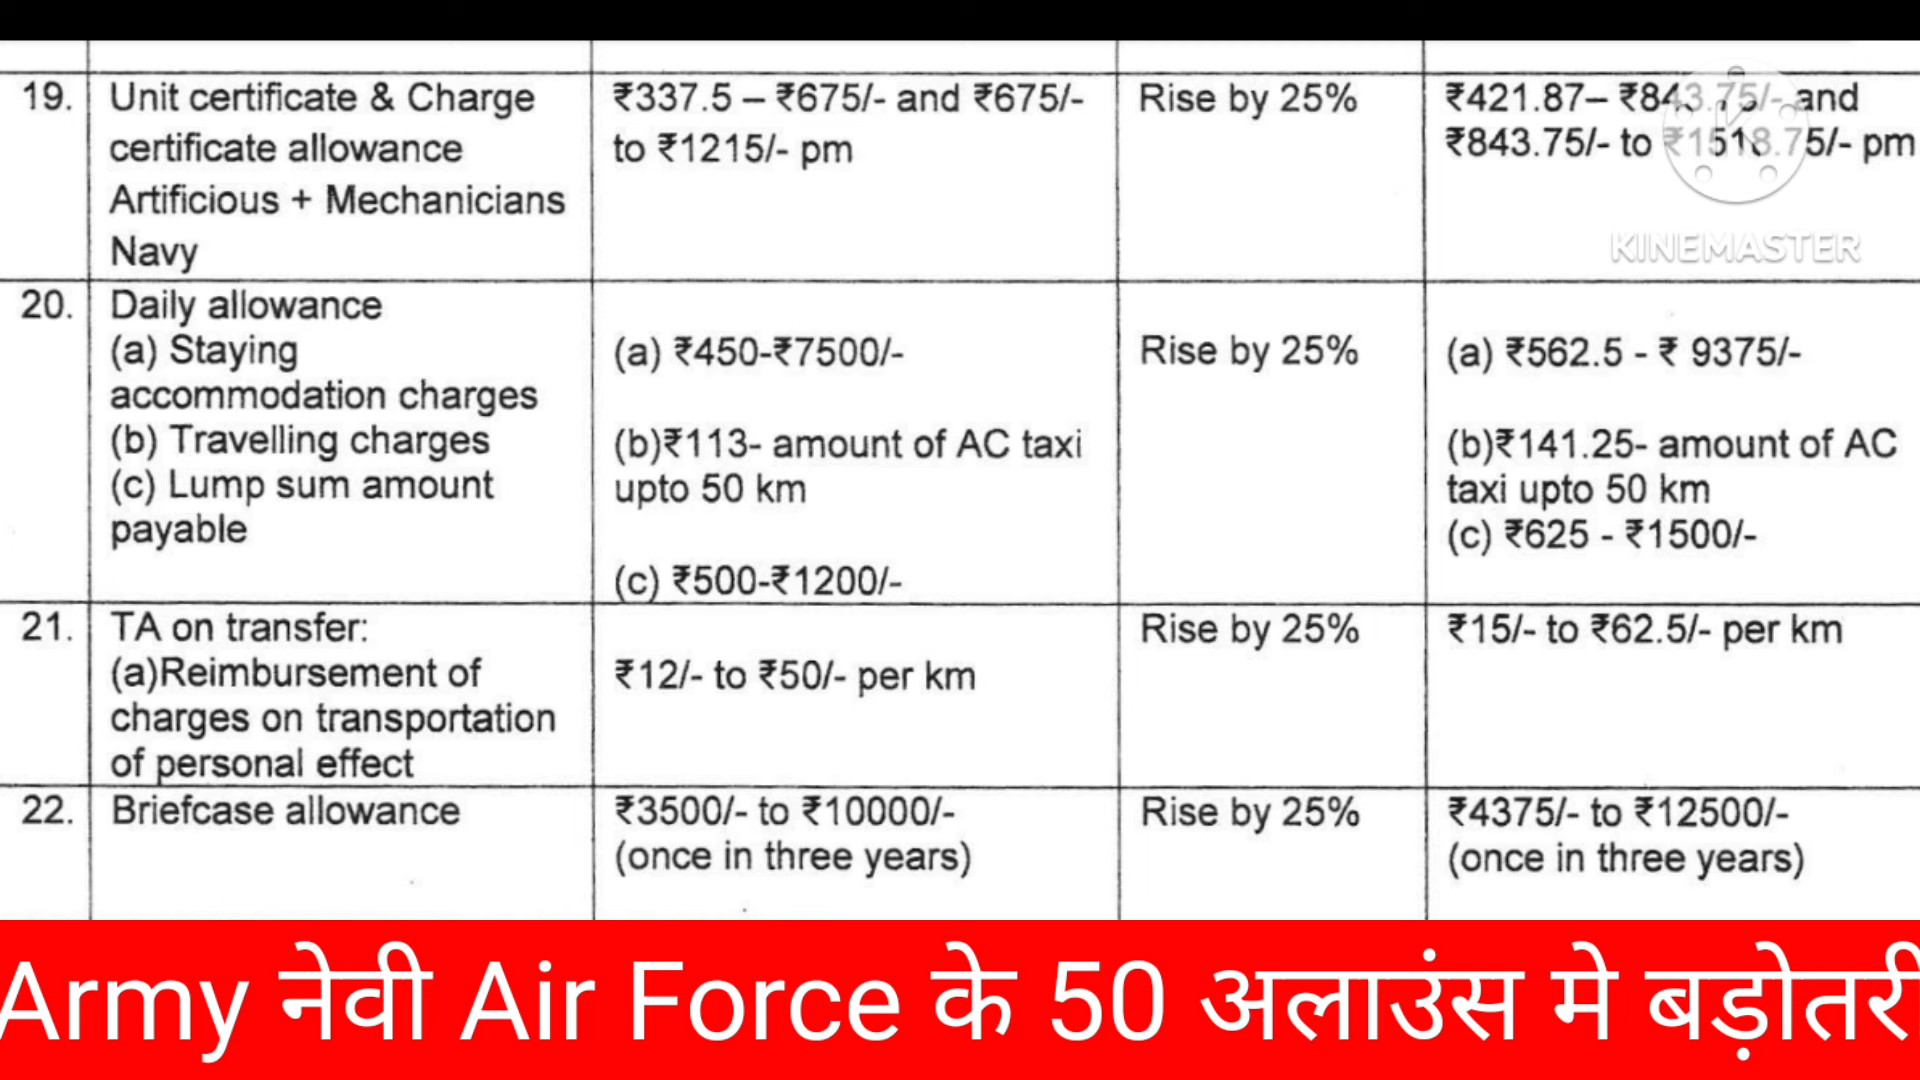 19. Unit certificate & Charge ₹337.5 – ₹675/- and ₹675/- Rise by 25% ₹421.87– ₹843.75/- and
certificate allowance to ₹1215/- pm ₹843.75/- to ₹1518.75/- pm
Artificious + Mechanicians
Navy
KINEMASTER
20. Daily allowance
(a) Staying (a) ₹450-₹7500/- Rise by 25% (a) ₹562.5 - ₹ 9375/-
accommodation charges
(b) Travelling charges (b)₹113- amount of AC taxi (b)₹141.25- amount of AC
(c) Lump sum amount upto 50 km taxi upto 50 km
payable (c) ₹625 - ₹1500/-
(c) ₹500-₹1200/-
21. TA on transfer: Rise by 25% ₹15/- to ₹62.5/- per km
(a)Reimbursement of ₹12/- to ₹50/- per km
charges on transportation
of personal effect
22. Briefcase allowance ₹3500/- to ₹10000/- Rise by 25% ₹4375/- to ₹12500/-
(once in three years) (once in three years)
Army नेवी Air Force के 50 अलाउंस मे बड़ोतरी